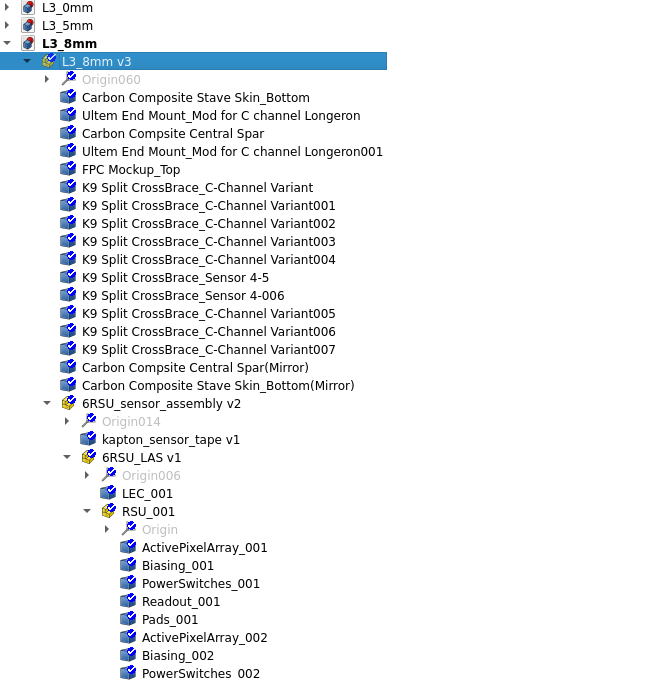 L3_0mm
L3_5mm
L3_8mm
L3_8mm v3
Origin060
Carbon Composite Stave Skin_Bottom
Ultem End Mount_Mod for C channel Longeron
Carbon Compsite Central Spar
Ultem End Mount_Mod for C channel Longeron001
FPC Mockup_Top
K9 Split CrossBrace_C-Channel Variant
K9 Split CrossBrace_C-Channel Variant001
K9 Split CrossBrace_C-Channel Variant002
K9 Split CrossBrace_C-Channel Variant003
K9 Split CrossBrace_C-Channel Variant004
K9 Split CrossBrace_Sensor 4-5
K9 Split CrossBrace_Sensor 4-006
K9 Split CrossBrace_C-Channel Variant005
K9 Split CrossBrace_C-Channel Variant006
K9 Split CrossBrace_C-Channel Variant007
Carbon Compsite Central Spar(Mirror)
Carbon Composite Stave Skin_Bottom(Mirror)
6RSU_sensor_assembly v2
Origin014
kapton_sensor_tape v1
6RSU_LAS v1
Origin006
LEC_001
RSU_001
Origin
ActivePixelArray_001
Biasing_001
PowerSwitches_001
Readout_001
Pads_001
ActivePixelArray_002
Biasing_002
PowerSwitches_002